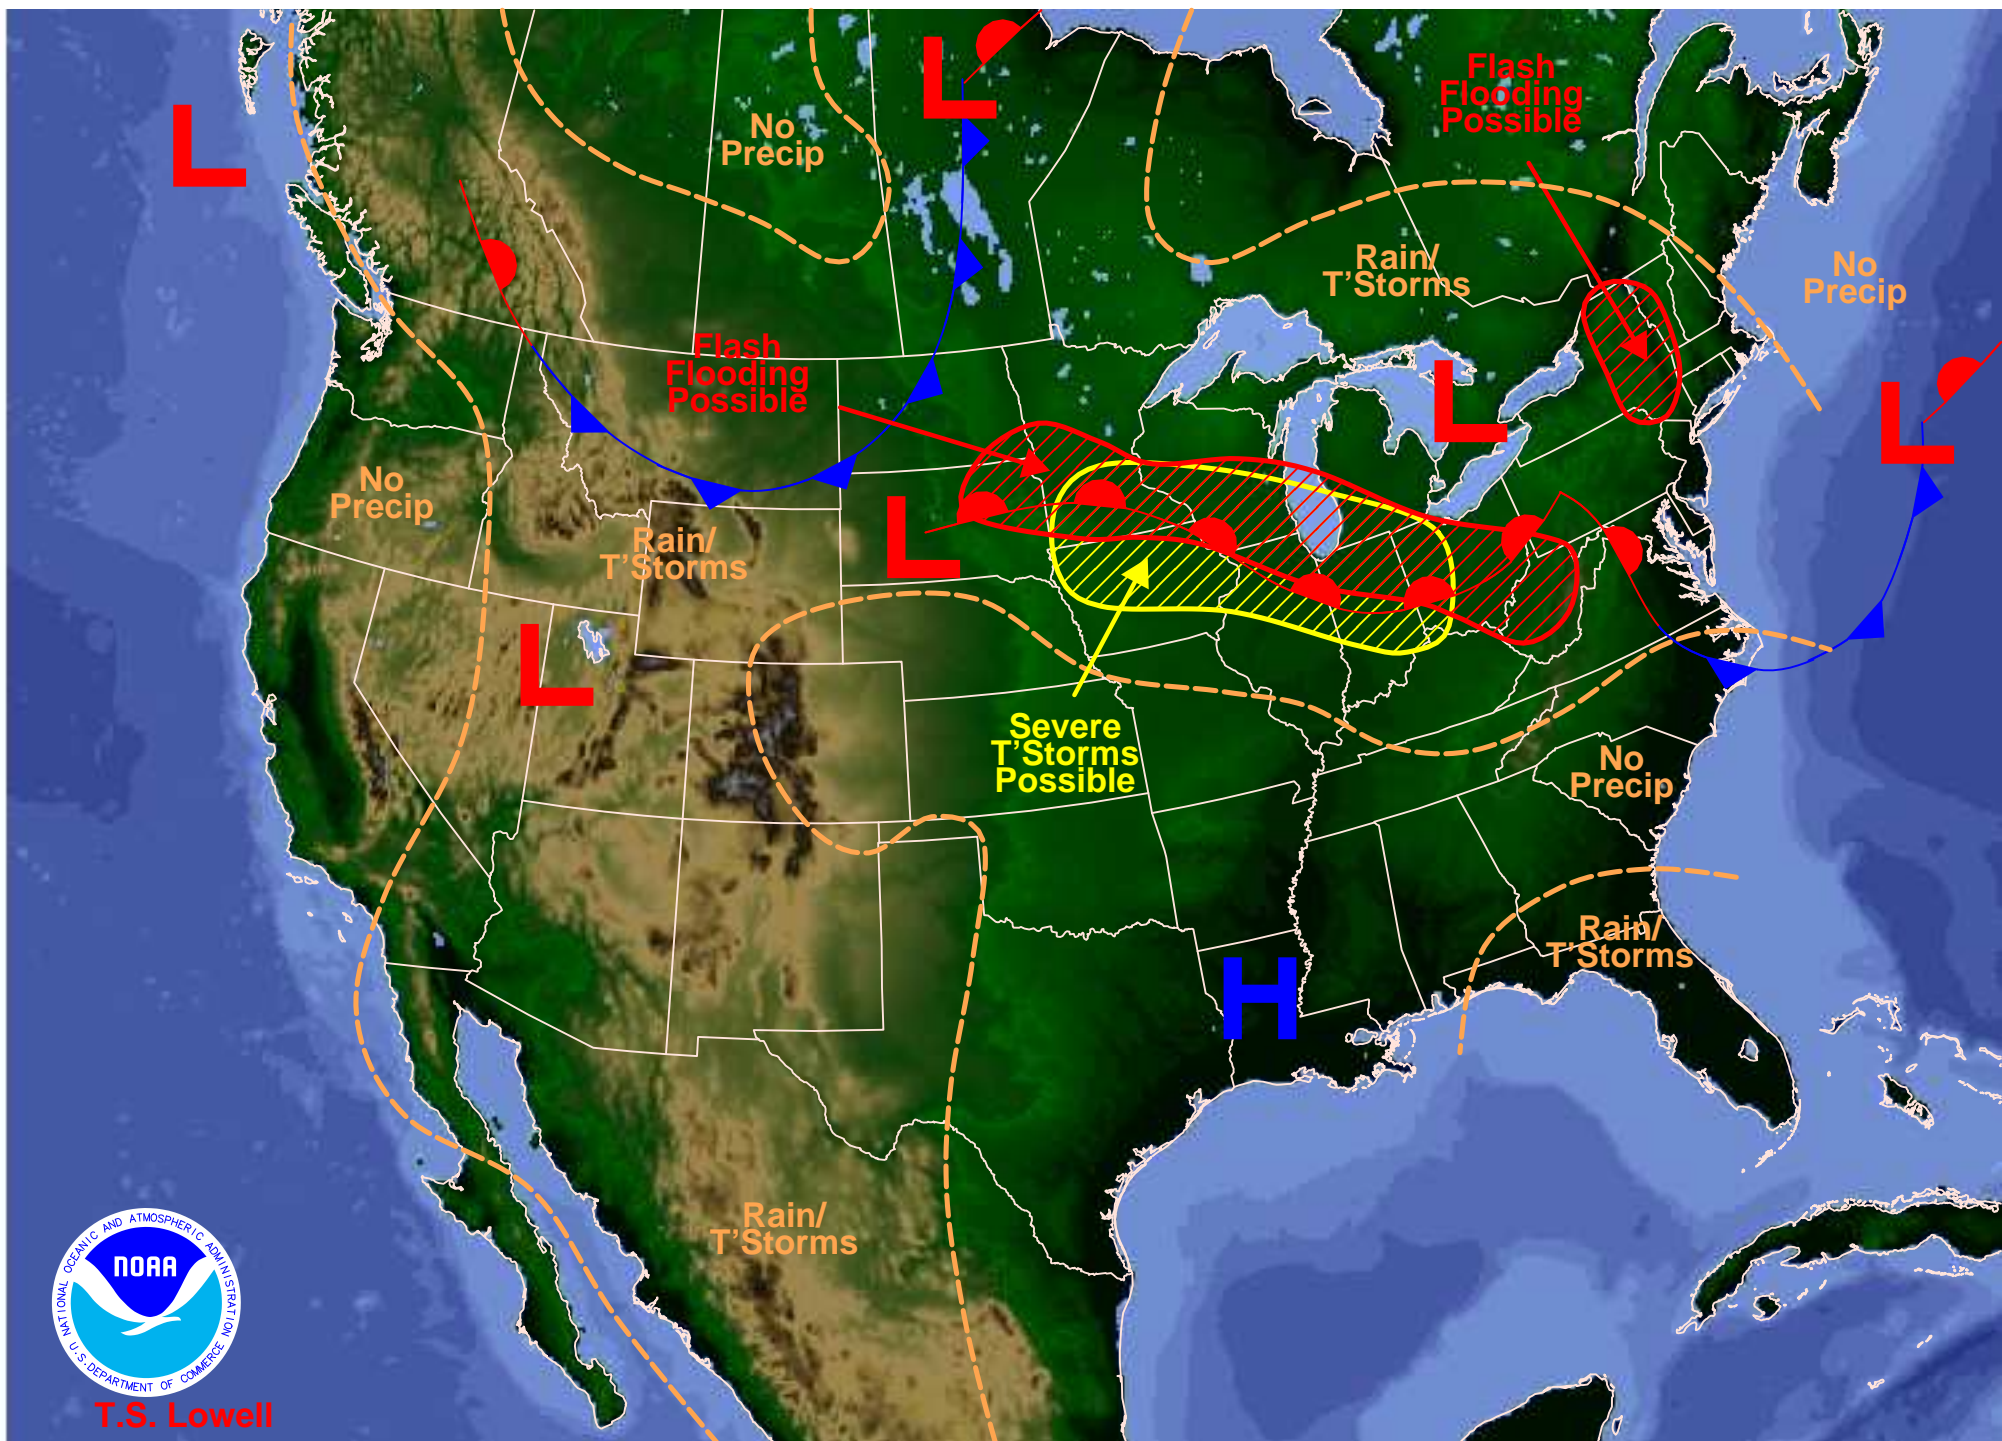 L
L
Flash
Flooding
Possible
No
Precip
Rain/
T'Storms
No
Precip
Flash
Flooding
Possible
L
L
No
Precip
L
Rain/
T'Storms
L
Severe
T'Storms
Possible
No
Precip
Rain/
T'Storms
H
Rain/
T'Storms
NATIONAL OCEANIC AND ATMOSPHERIC ADMINISTRATION
NOAA
U.S. DEPARTMENT OF COMMERCE
T.S. Lowell